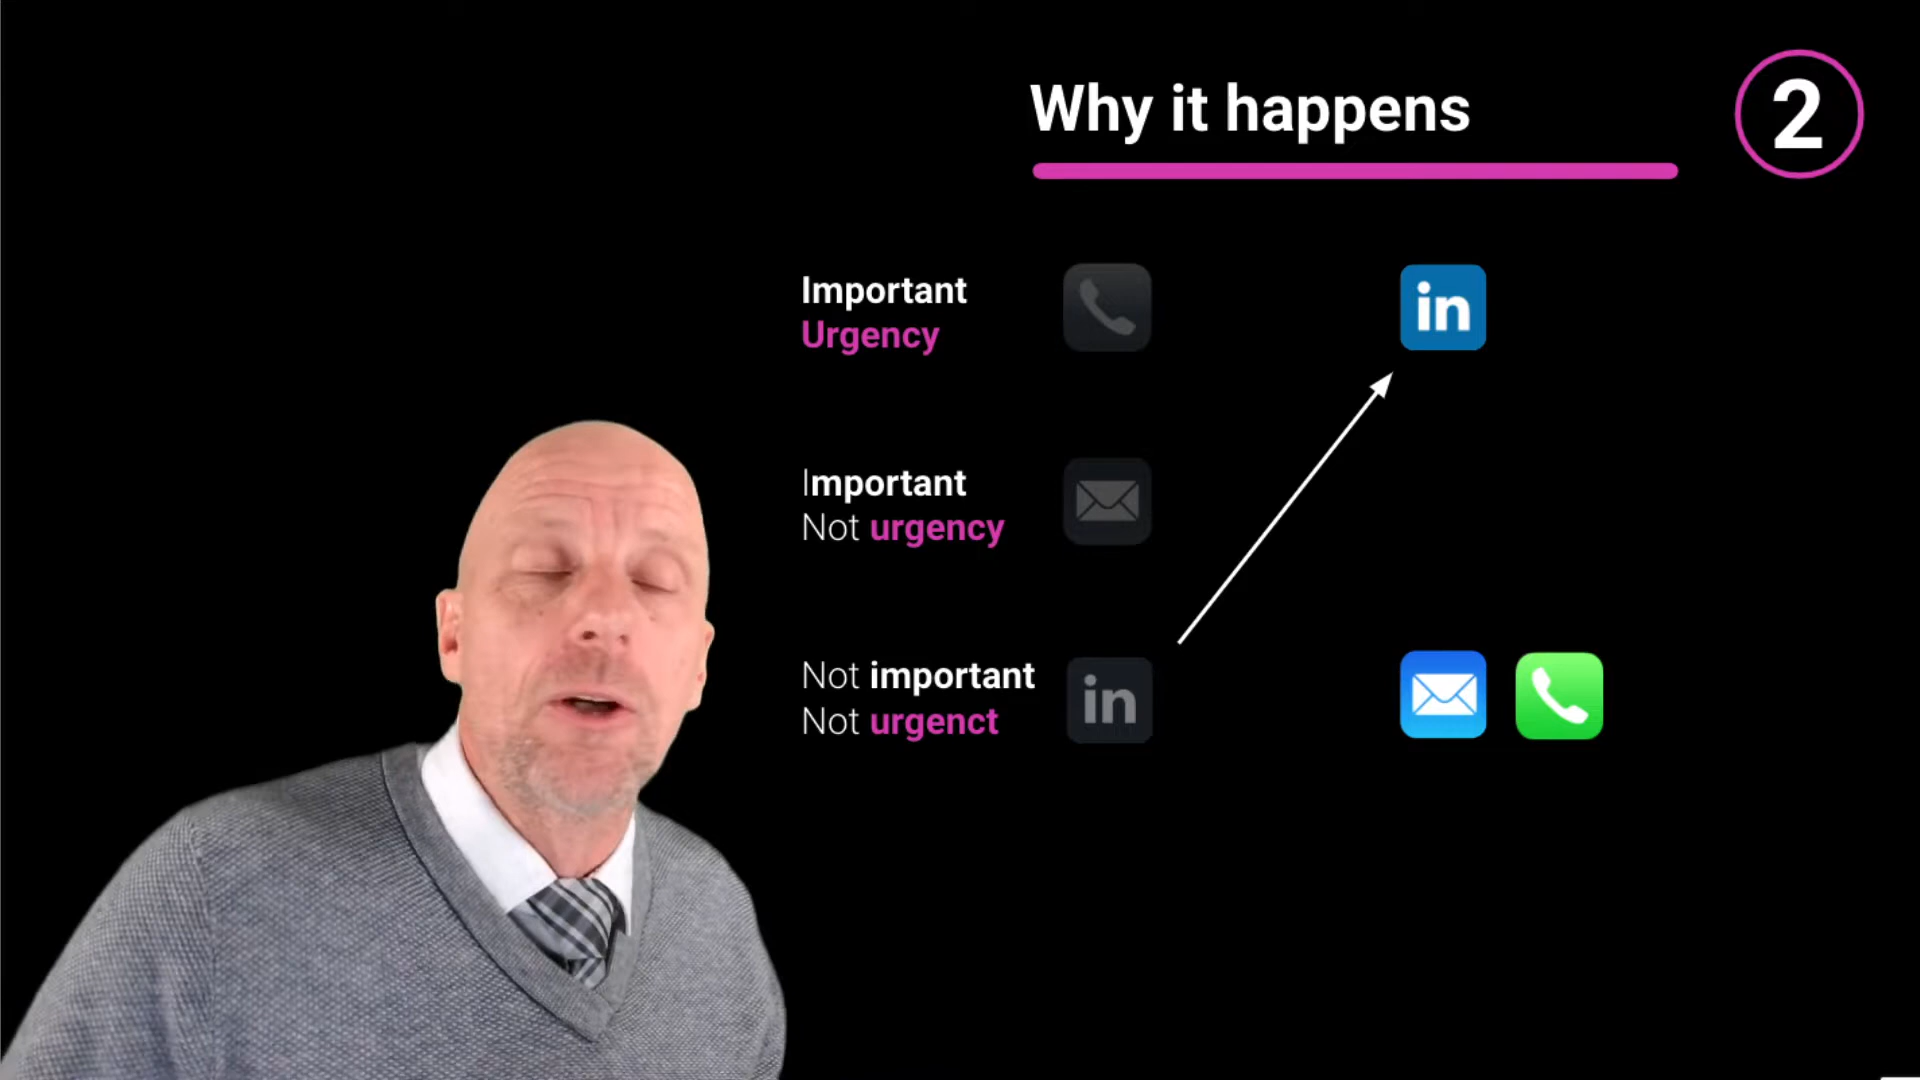 Why it happens
2
Important
Urgency
in
Important
Not urgency
Not important
Not urgenct
in